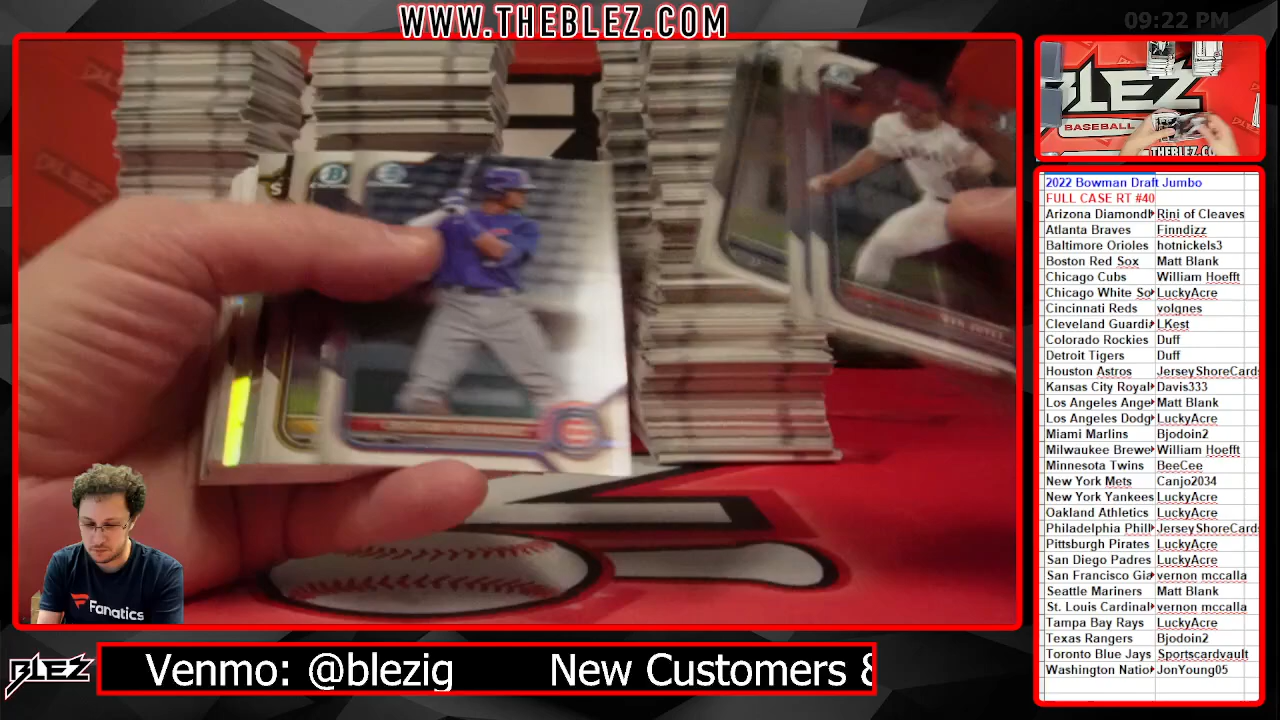 WWW.THEBLEZ.COM
09:22 PM
BLEZ
BASEBALL
2022 Bowman Draft Jumbo
FULL CASE RT #40
Arizona Diamondl Rini of Cleaves
Atlanta Braves Finndizz
Baltimore Orioles hotnickels3
Boston Red Sox Matt Blank
Chicago Cubs William Hoefft
Chicago White So LuckyAcre
Cincinnati Reds volgnes
Cleveland Guardi LKest
Colorado Rockies Duff
Detroit Tigers Duff
Houston Astros JerseyShoreCards
Kansas City Royal Davis333
Los Angeles Ange Matt Blank
Los Angeles Dodg LuckyAcre
Miami Marlins Bjodoin2
Milwaukee Brewe William Hoefft
Minnesota Twins BeeCee
New York Mets Canjo2034
New York Yankees LuckyAcre
Oakland Athletics LuckyAcre
Philadelphia Phill JerseyShoreCards
Pittsburgh Pirates LuckyAcre
San Diego Padres LuckyAcre
San Francisco Gia vernon mccalla
Seattle Mariners Matt Blank
St. Louis Cardinal vernon mccalla
Tampa Bay Rays LuckyAcre
Texas Rangers Bjodoin2
Toronto Blue Jays Sportscardvault
Washington Natio JonYoung05
Fanatics
BLEZ
Venmo: @blezig New Customers &